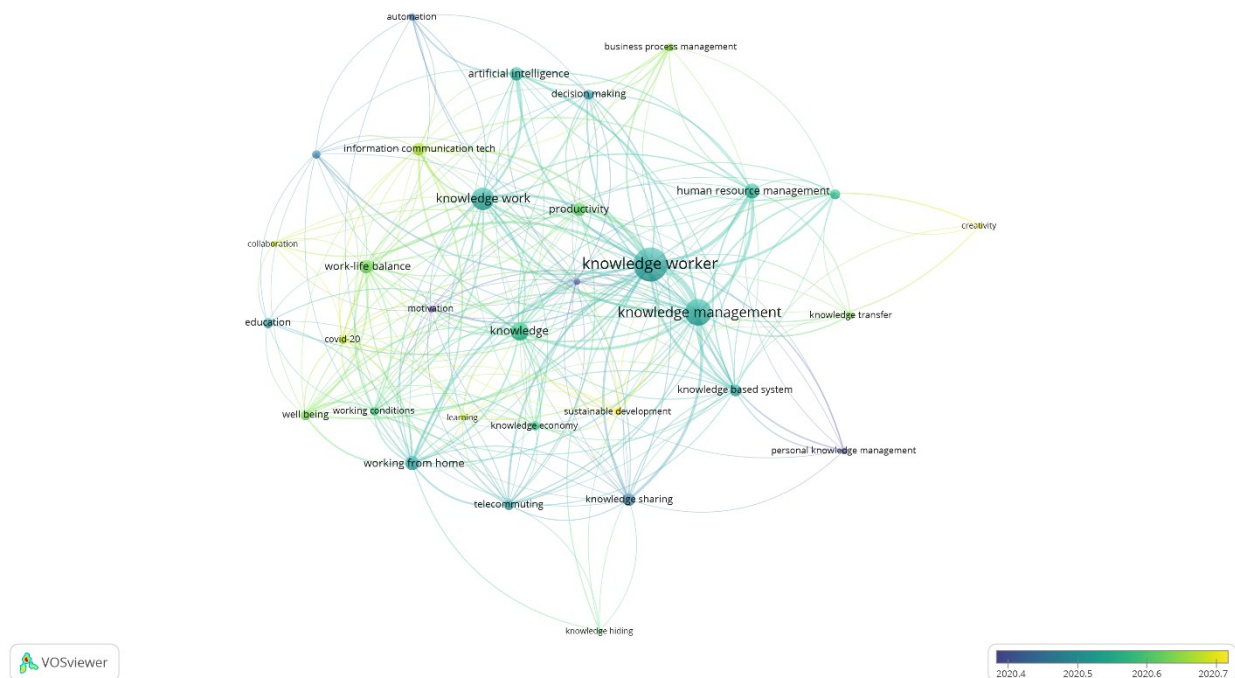 automation
business process management
artificial intelligence
decision making
information communication tech
human resource management
knowledge work
productivity
creativity
collaboration
work-life balance
knowledge worker
motivation
knowledge management
knowledge transfer
education
knowledge
covid-20
knowledge based system
well being
working conditions
learning
sustainable development
knowledge economy
personal knowledge management
working from home
telecommuting
knowledge sharing
knowledge hiding
VOSviewer
2020.4 2020.5 2020.6 2020.7